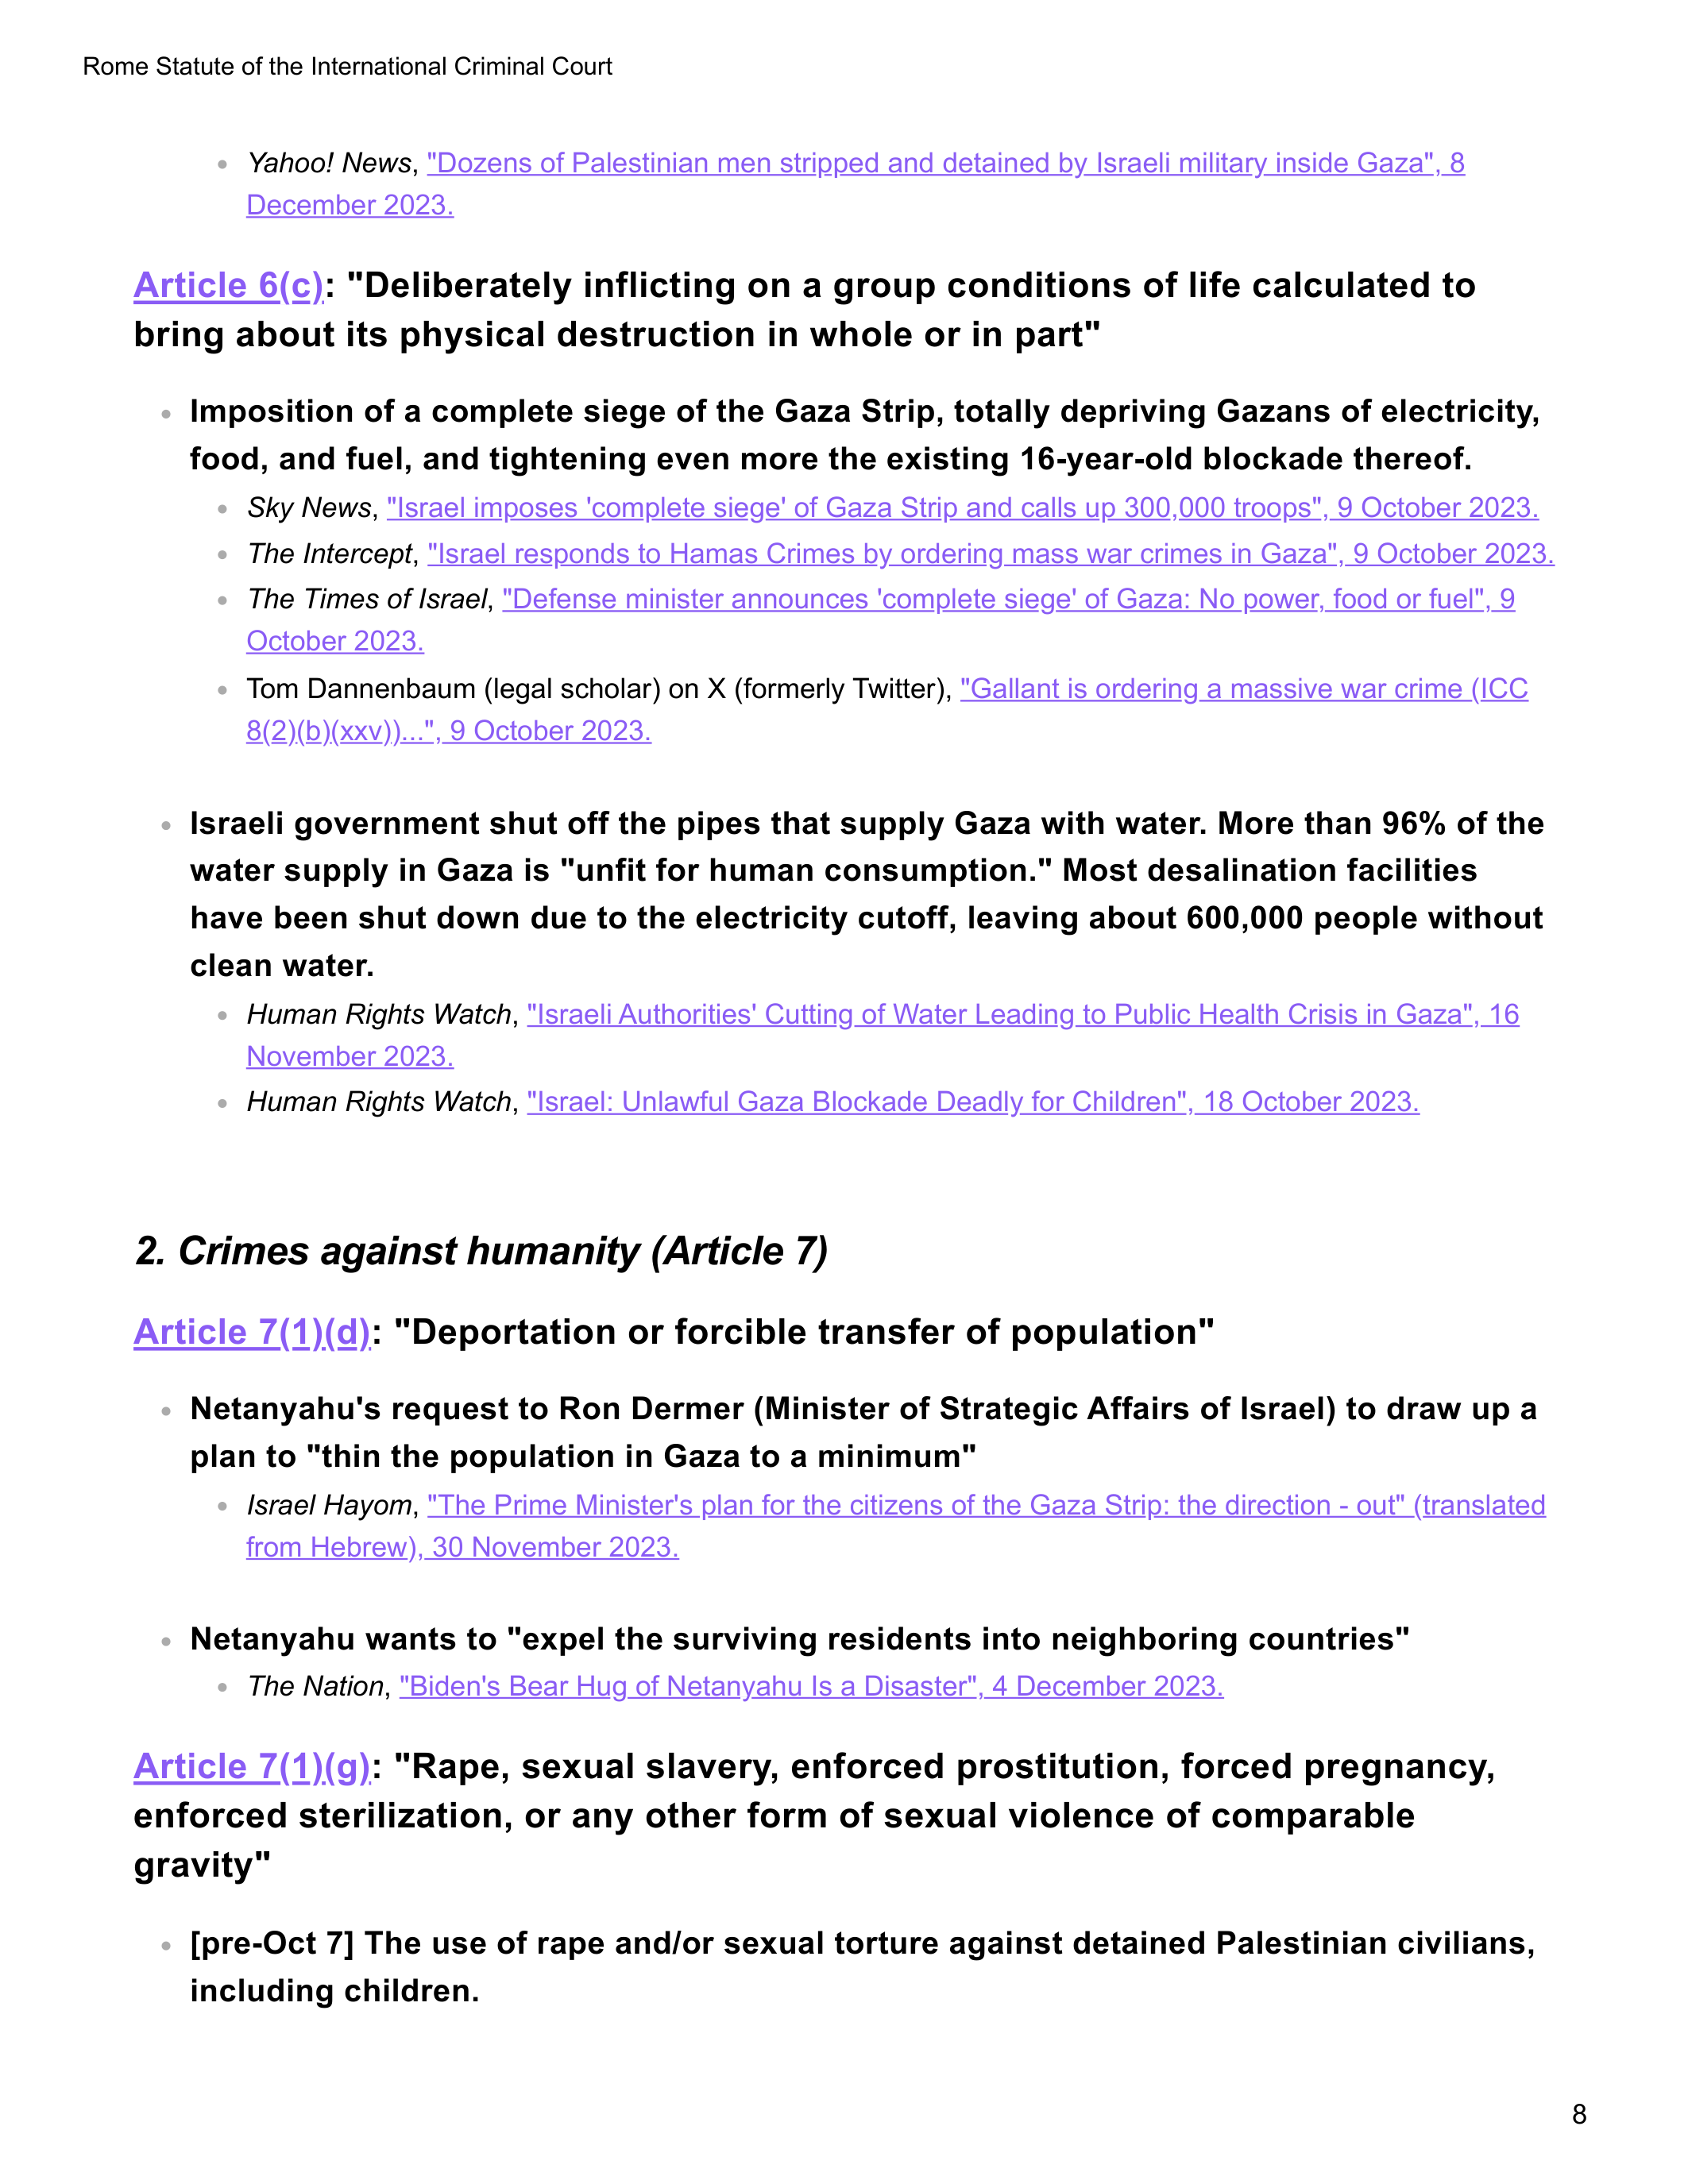 Rome Statute of the International Criminal Court
• Yahoo! News, "Dozens of Palestinian men stripped and detained by Israeli military inside Gaza", 8
December 2023.
Article 6(c): "Deliberately inflicting on a group conditions of life calculated to
bring about its physical destruction in whole or in part"
• Imposition of a complete siege of the Gaza Strip, totally depriving Gazans of electricity,
food, and fuel, and tightening even more the existing 16-year-old blockade thereof.
• Sky News, "Israel imposes 'complete siege' of Gaza Strip and calls up 300,000 troops", 9 October 2023.
• The Intercept, "Israel responds to Hamas Crimes by ordering mass war crimes in Gaza", 9 October 2023.
• The Times of Israel, "Defense minister announces 'complete siege' of Gaza: No power, food or fuel", 9
October 2023.
• Tom Dannenbaum (legal scholar) on X (formerly Twitter), "Gallant is ordering a massive war crime (ICC
8(2)(b)(xxv))...", 9 October 2023.
• Israeli government shut off the pipes that supply Gaza with water. More than 96% of the
water supply in Gaza is "unfit for human consumption." Most desalination facilities
have been shut down due to the electricity cutoff, leaving about 600,000 people without
clean water.
• Human Rights Watch, "Israeli Authorities' Cutting of Water Leading to Public Health Crisis in Gaza", 16
November 2023.
• Human Rights Watch, "Israel: Unlawful Gaza Blockade Deadly for Children", 18 October 2023.
2. Crimes against humanity (Article 7)
Article 7(1)(d): "Deportation or forcible transfer of population"
• Netanyahu's request to Ron Dermer (Minister of Strategic Affairs of Israel) to draw up a
plan to "thin the population in Gaza to a minimum"
• Israel Hayom, "The Prime Minister's plan for the citizens of the Gaza Strip: the direction - out" (translated
from Hebrew), 30 November 2023.
• Netanyahu wants to "expel the surviving residents into neighboring countries"
• The Nation, "Biden's Bear Hug of Netanyahu Is a Disaster", 4 December 2023.
Article 7(1)(g): "Rape, sexual slavery, enforced prostitution, forced pregnancy,
enforced sterilization, or any other form of sexual violence of comparable
gravity"
• [pre-Oct 7] The use of rape and/or sexual torture against detained Palestinian civilians,
including children.
8